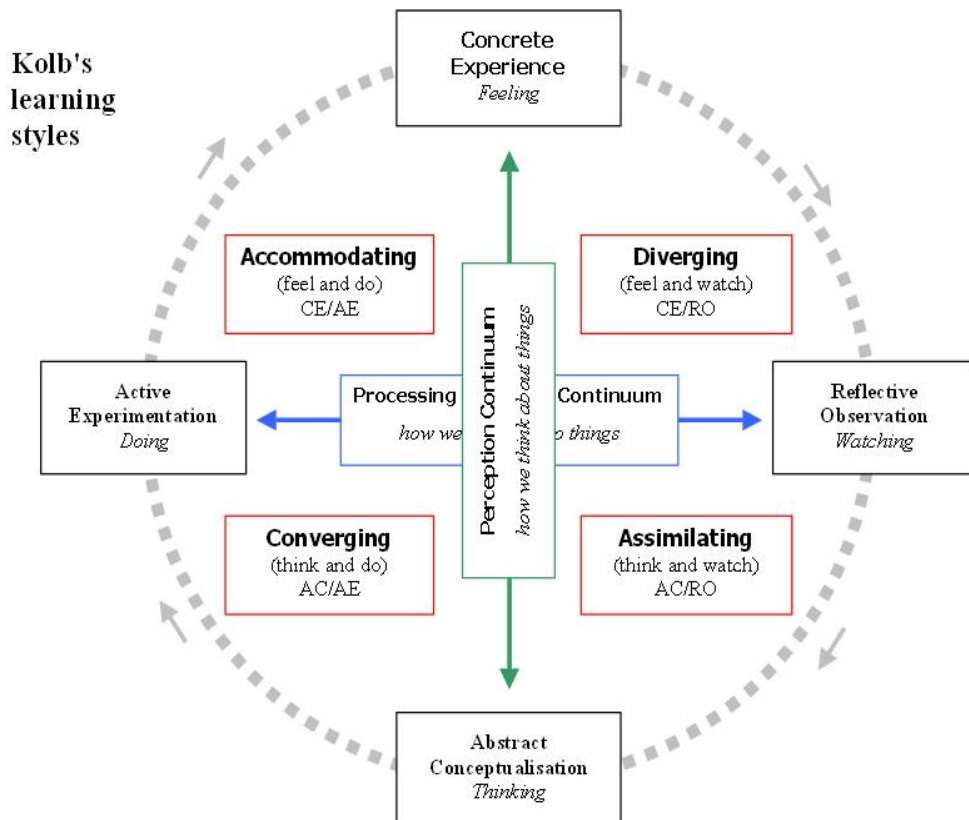 Kolb's
learning
styles
Concrete
Experience
Feeling
Accommodating
(feel and do)
CE/AE
Diverging
(feel and watch)
CE/RO
Perception Continuum
how we think about things
Active
Experimentation
Doing
Processing Continuum
how we things
Reflective
Observation
Watching
Converging
(think and do)
AC/AE
Assimilating
(think and watch)
AC/RO
Abstract
Conceptualisation
Thinking